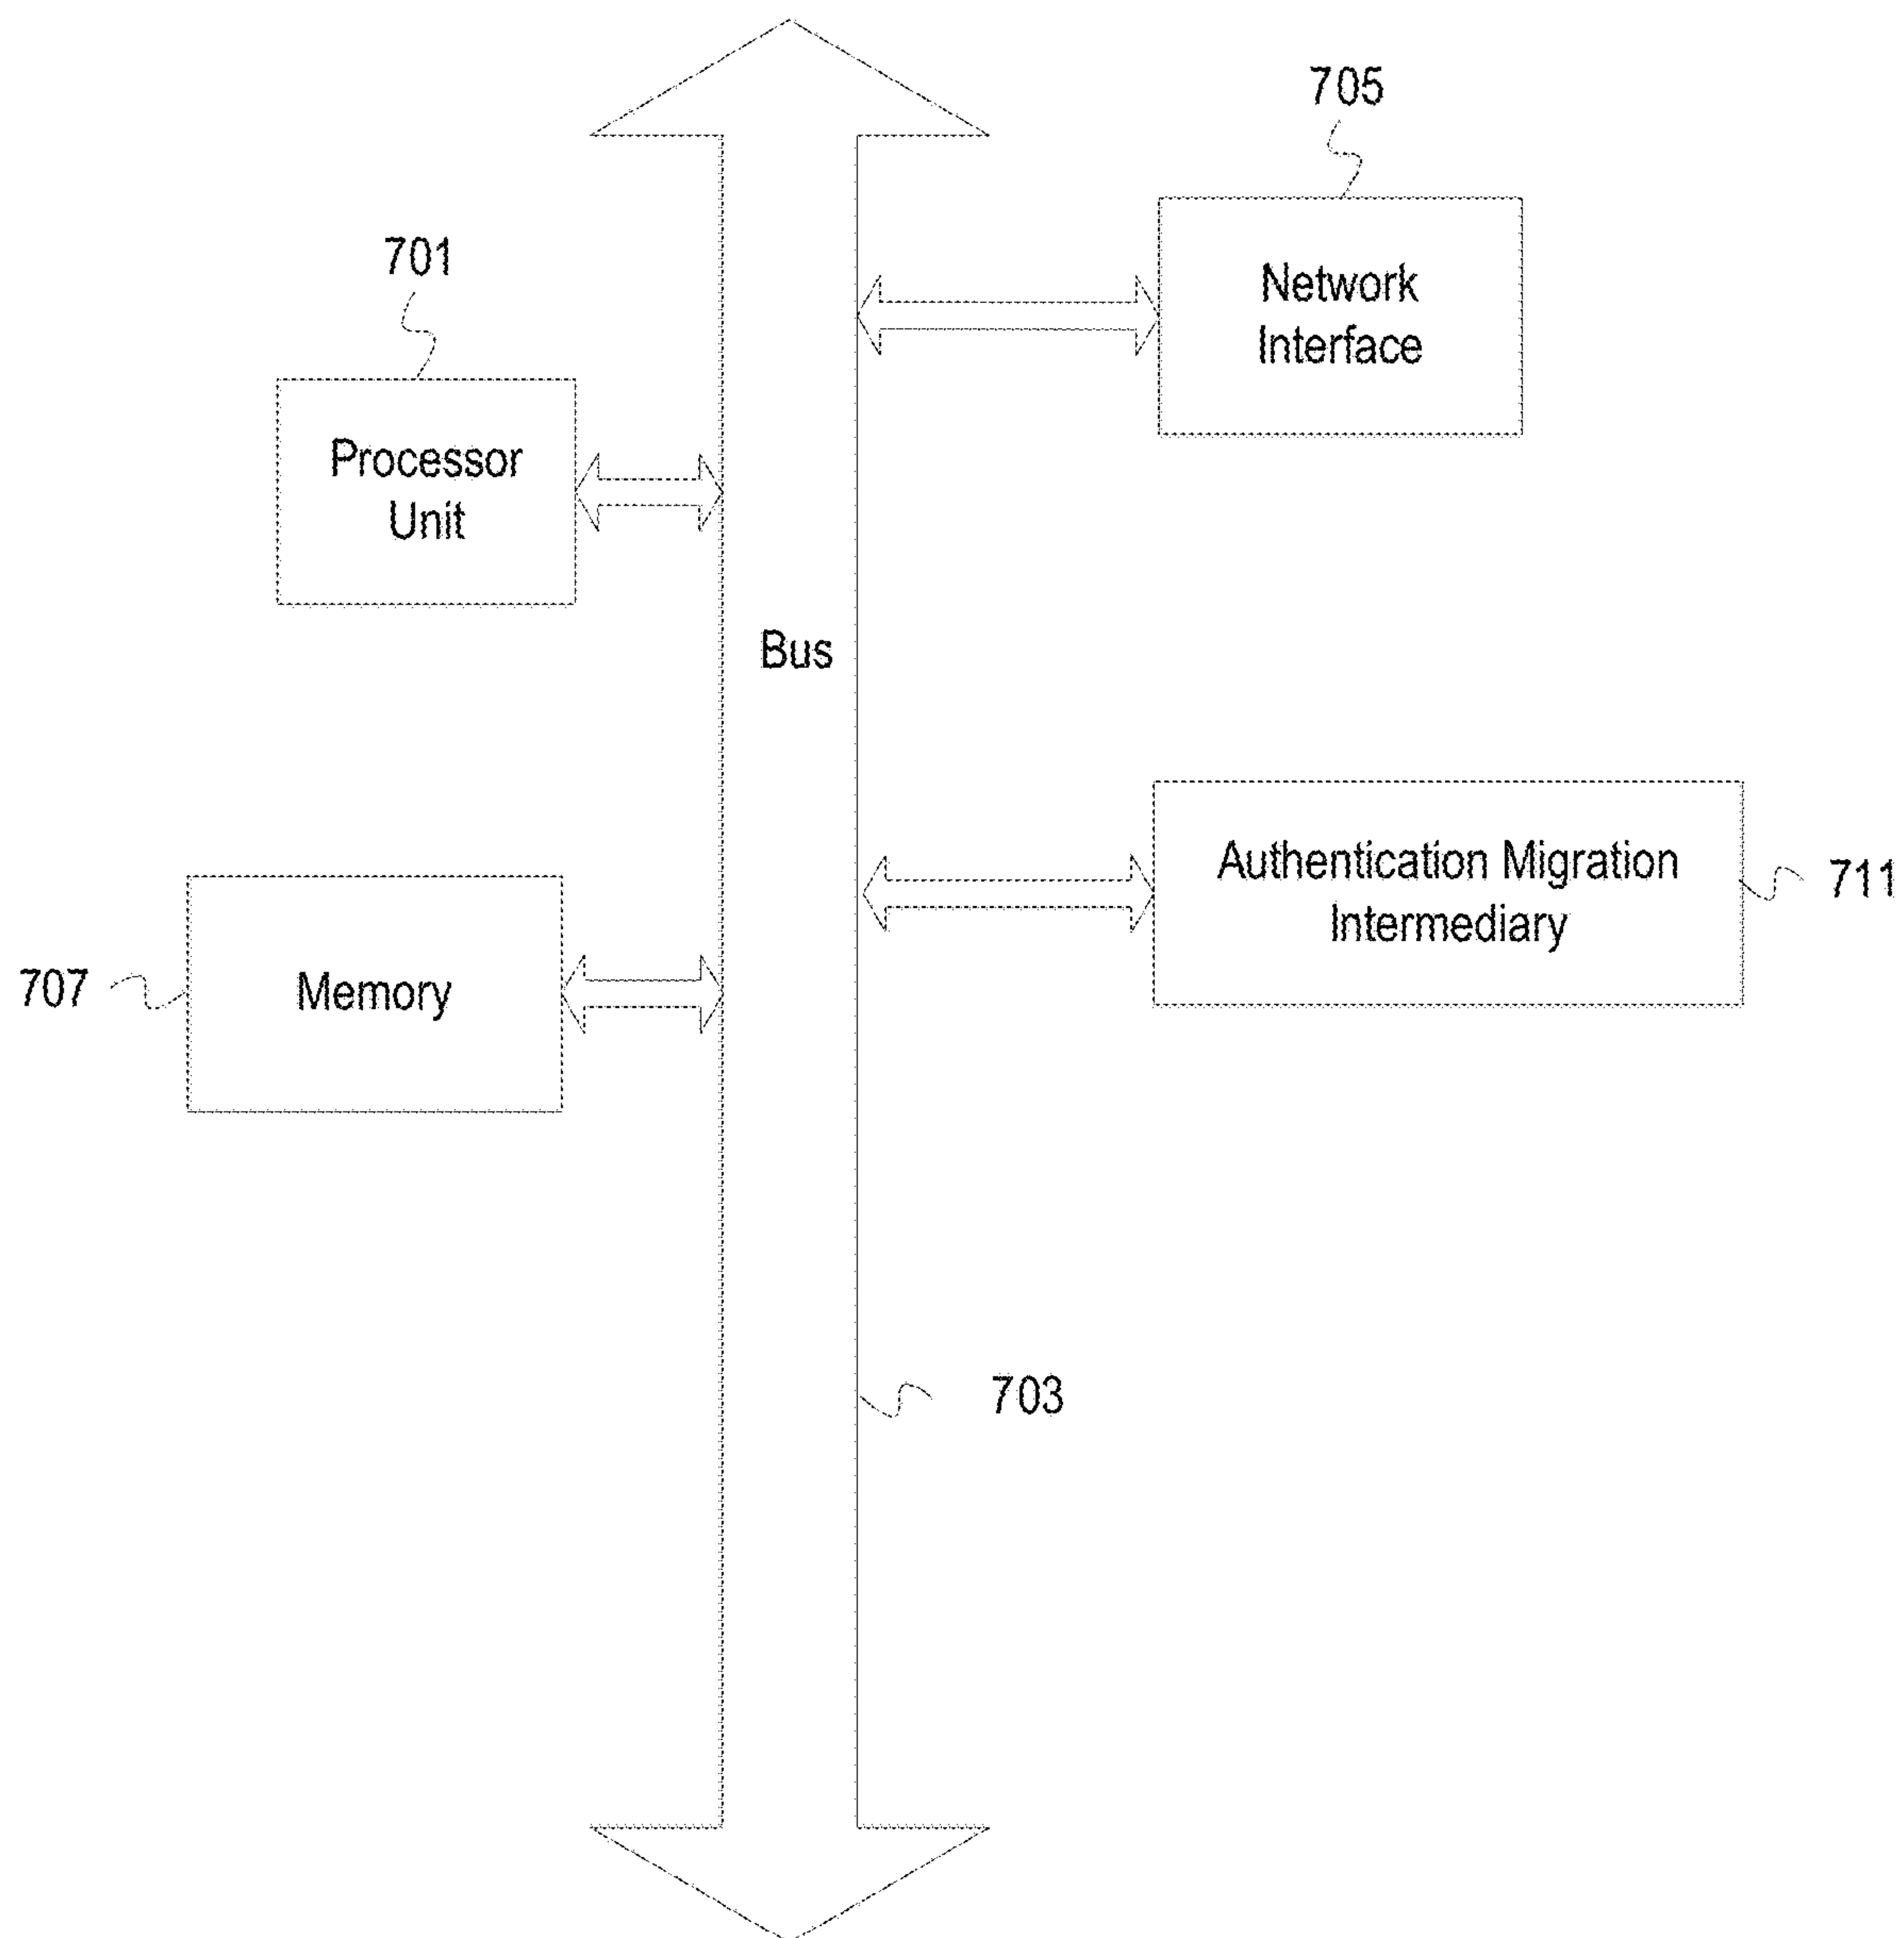 705
701
Network
Interface
Processor
Unit
Bus
Authentication Migration
Intermediary
711
707
Memory
703